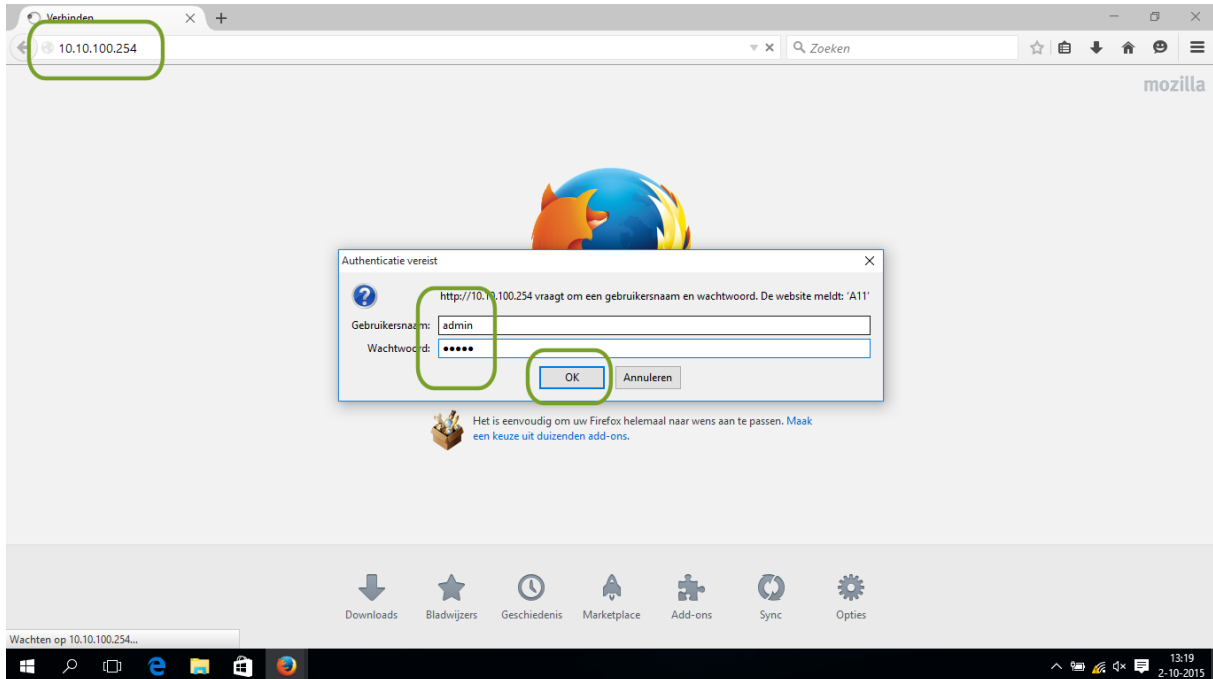 Verbinden
10.10.100.254
Zoeken
mozilla
Authenticatie vereist
http://10.10.100.254 vraagt om een gebruikersnaam en wachtwoord. De website meldt: 'A11'
Gebruikersnaam: admin
Wachtwoord: •••••
OK Annuleren
Het is eenvoudig om uw Firefox helemaal naar wens aan te passen. Maak
een keuze uit duizenden add-ons.
Downloads Bladwijzers Geschiedenis Marketplace Add-ons Sync Opties
Wachten op 10.10.100.254...
13:19
2-10-2015